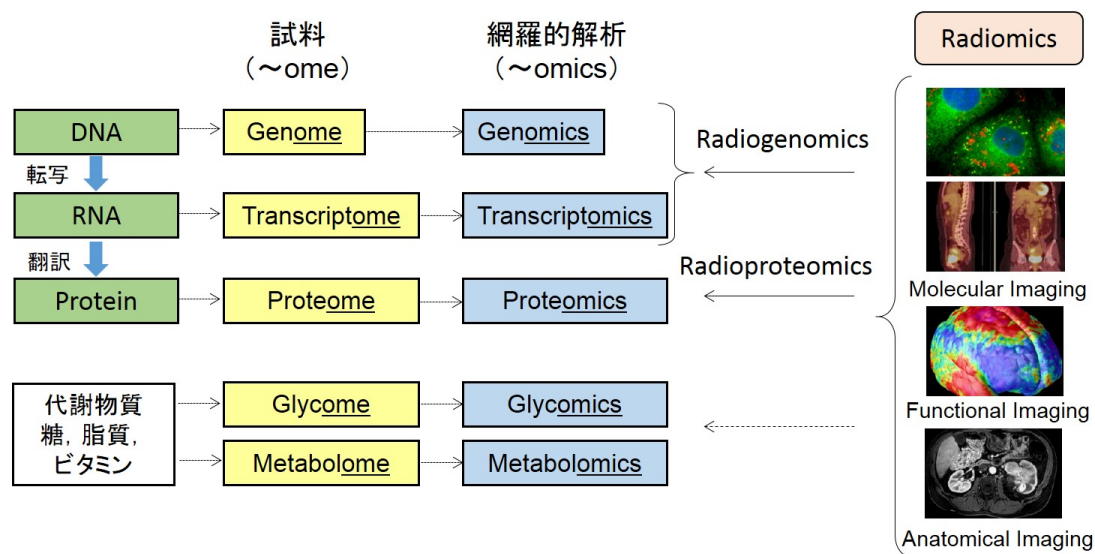 試料
（～ome）
網羅的解析
（～omics）
Radiomics
DNA
Genome
Genomics
Radiogenomics
転写
RNA
Transcriptome
Transcriptomics
翻訳
Radioproteomics
Protein
Proteome
Proteomics
Molecular Imaging
代謝物質
糖, 脂質,
ビタミン
Glycome
Glycomics
Functional Imaging
Metabolome
Metabolomics
Anatomical Imaging